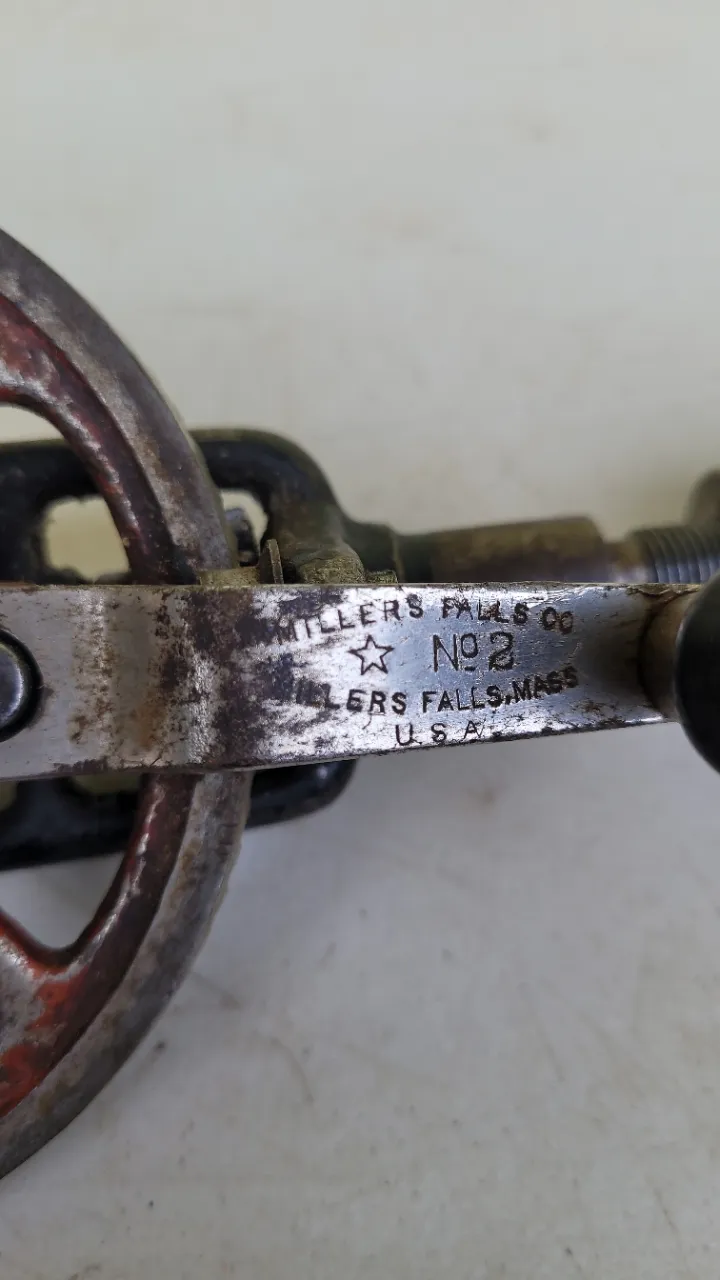 MILLERS FALLS CO
☆ Nº 2
MILLERS FALLS, MASS
U.S.A.